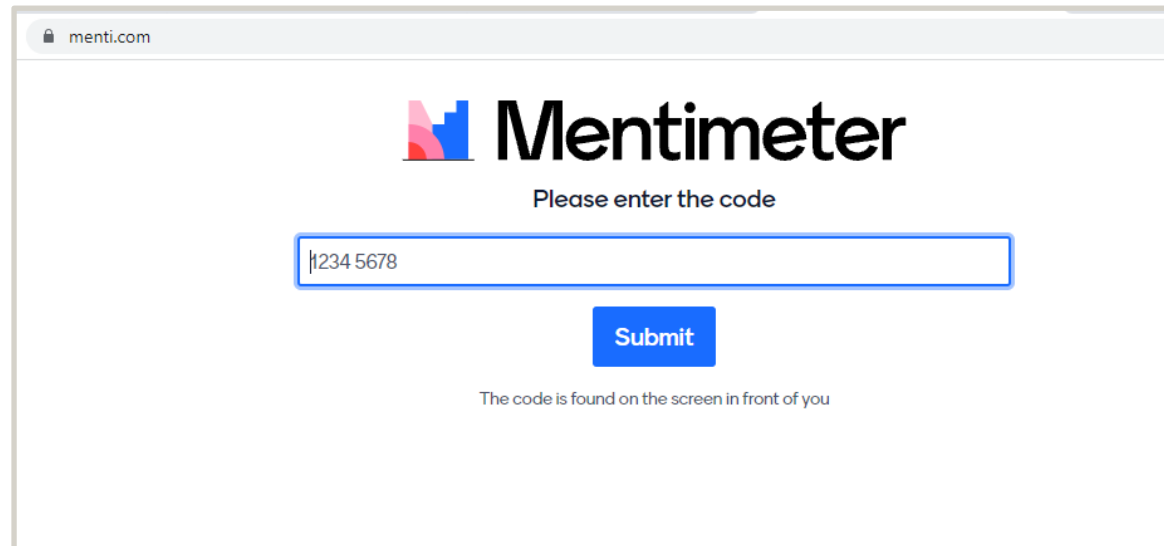 menti.com
Mentimeter
Please enter the code
1234 5678
Submit
The code is found on the screen in front of you